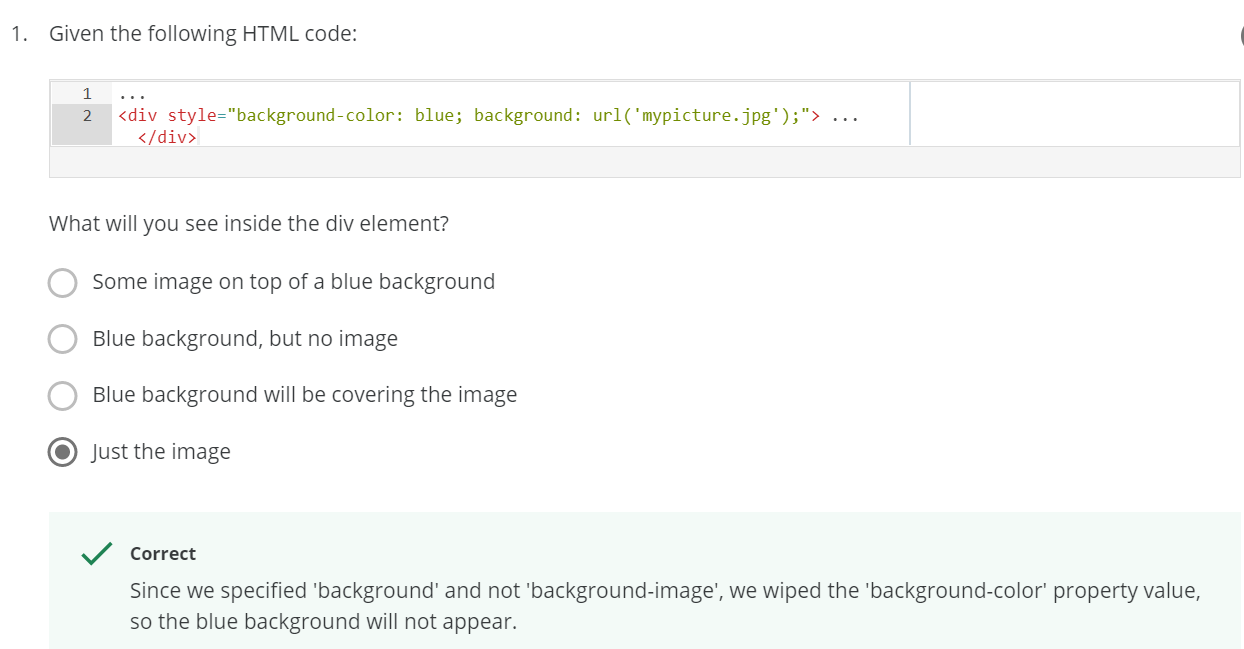 1. Given the following HTML code:
1 ...
2 <div style="background-color: blue; background: url('mypicture.jpg');"> ...
</div>
What will you see inside the div element?
Some image on top of a blue background
Blue background, but no image
Blue background will be covering the image
Just the image
Correct
Since we specified 'background' and not 'background-image', we wiped the 'background-color' property value,
so the blue background will not appear.